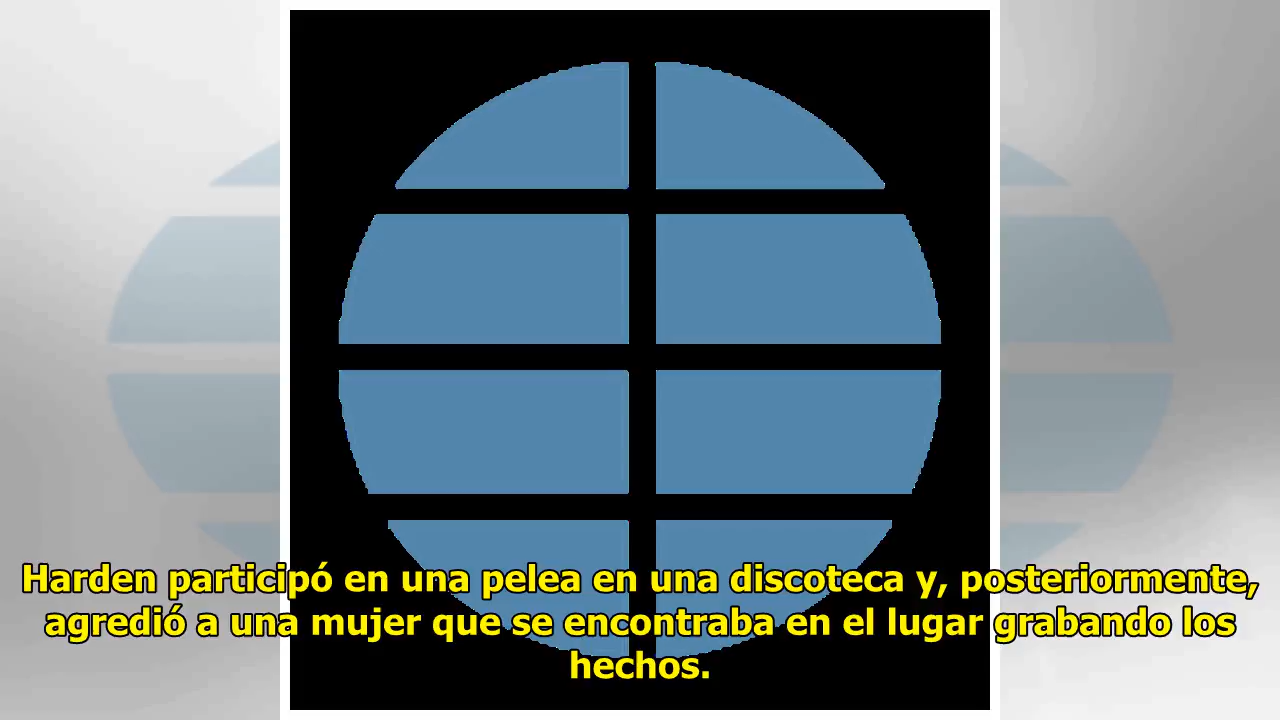 Harden participó en una pelea en una discoteca y, posteriormente,
agredió a una mujer que se encontraba en el lugar grabando los
hechos.